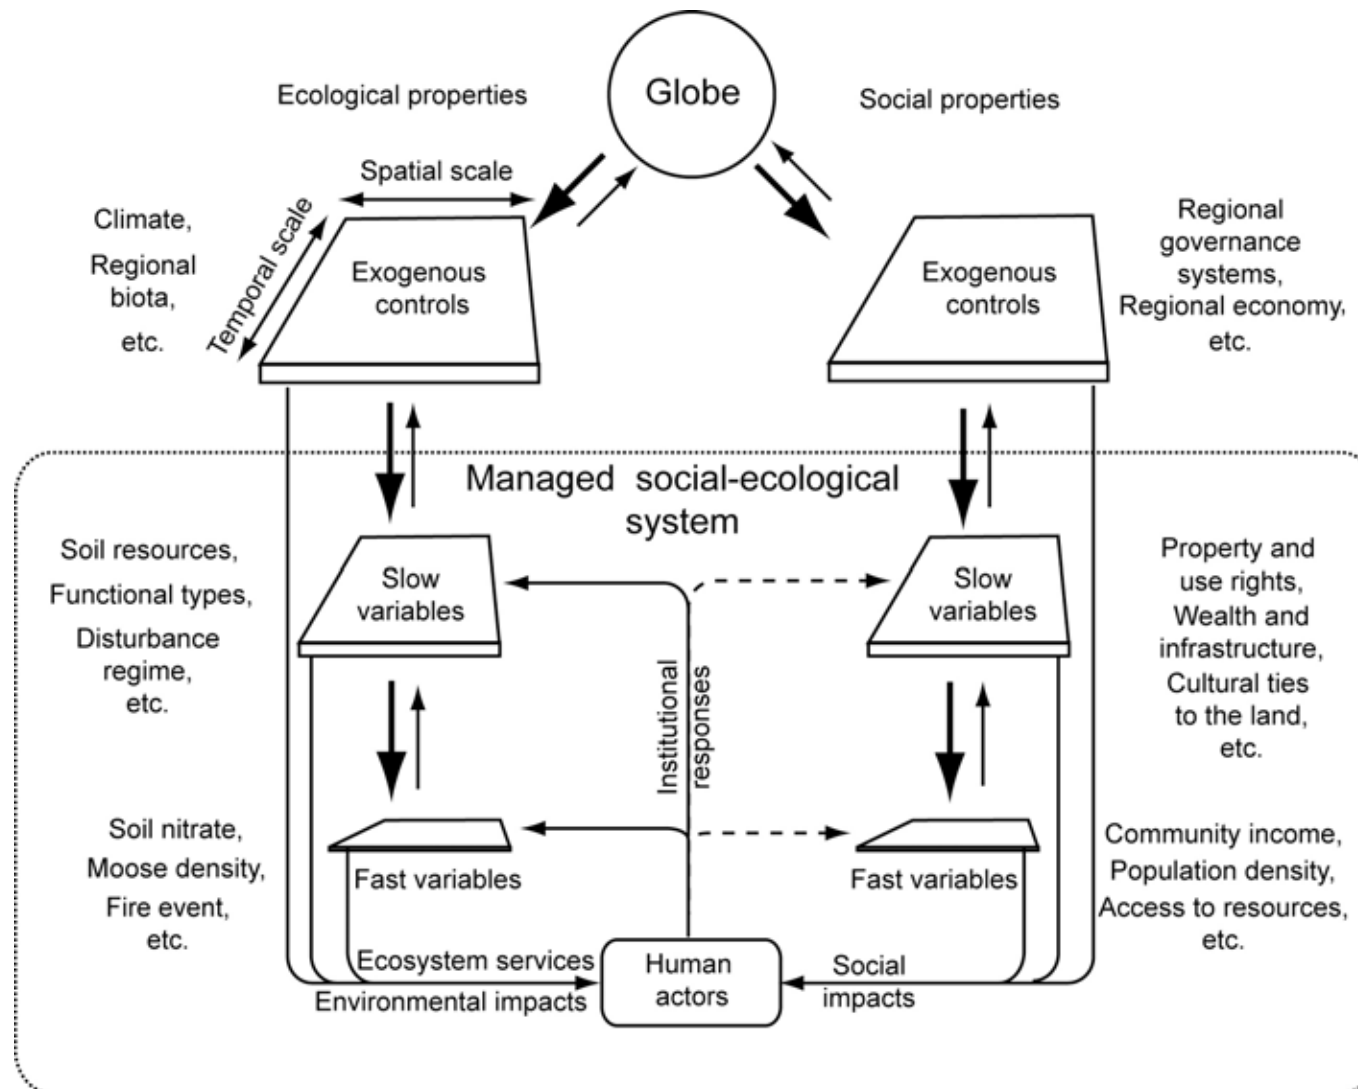 Globe
Ecological properties
Social properties
Spatial scale
Temporal scale
Climate,
Regional
biota,
etc.
Exogenous
controls
Exogenous
controls
Regional
governance
systems,
Regional economy,
etc.
Managed social-ecological
system
Soil resources,
Functional types,
Disturbance
regime,
etc.
Slow
variables
Slow
variables
Property and
use rights,
Wealth and
infrastructure,
Cultural ties
to the land,
etc.
Institutional
responses
Soil nitrate,
Moose density,
Fire event,
etc.
Fast variables
Fast variables
Community income,
Population density,
Access to resources,
etc.
Ecosystem services
Environmental impacts
Human
actors
Social
impacts